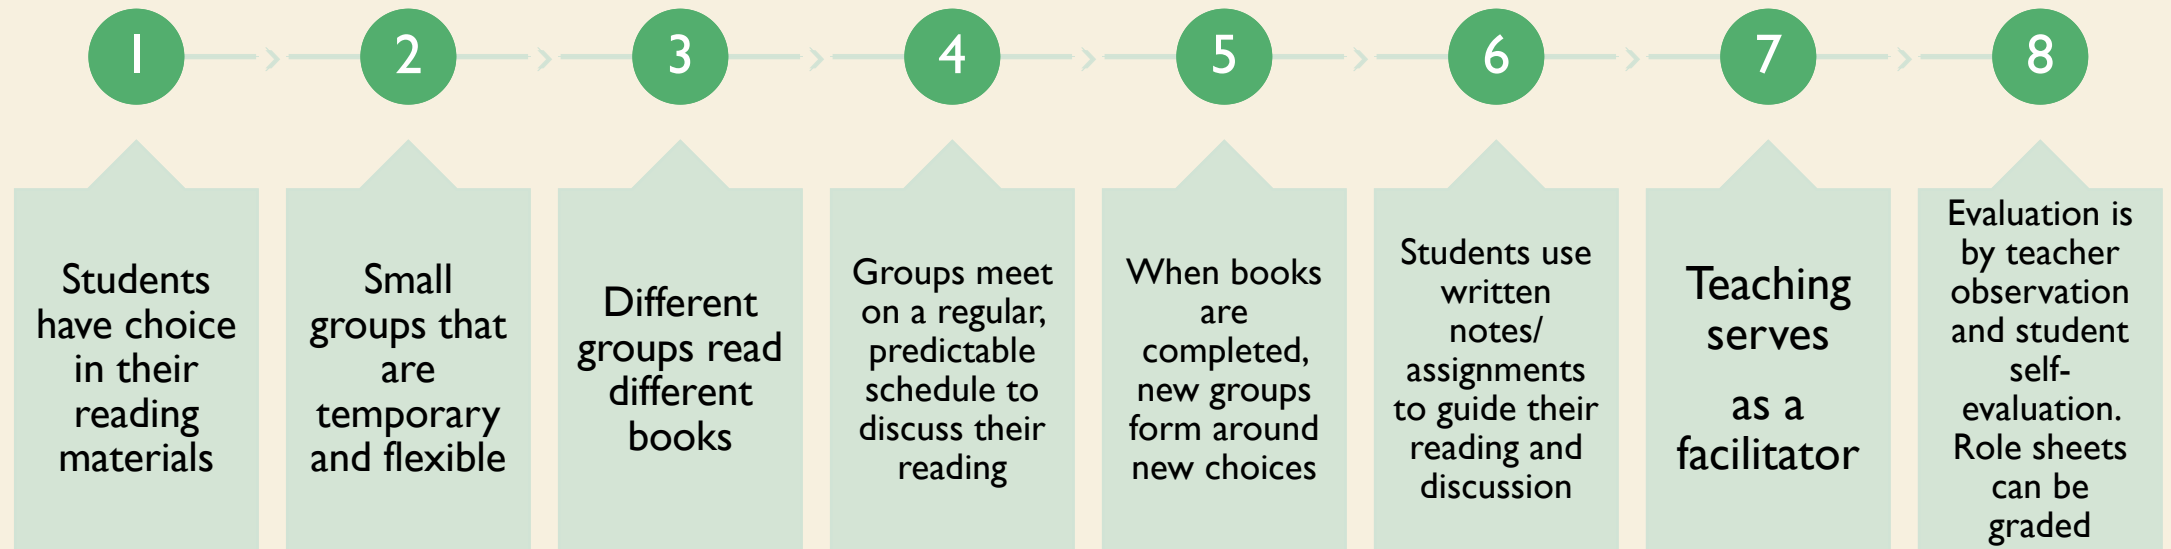 1
2
3
4
5
6
7
8
Students
have choice
in their
reading
materials
Small
groups that
are
temporary
and flexible
Different
groups read
different
books
Groups meet
on a regular,
predictable
schedule to
discuss their
reading
When books
are
completed,
new groups
form around
new choices
Students use
written
notes/
assignments
to guide their
reading and
discussion
Teaching
serves
as a
facilitator
Evaluation is
by teacher
observation
and student
self-
evaluation.
Role sheets
can be
graded